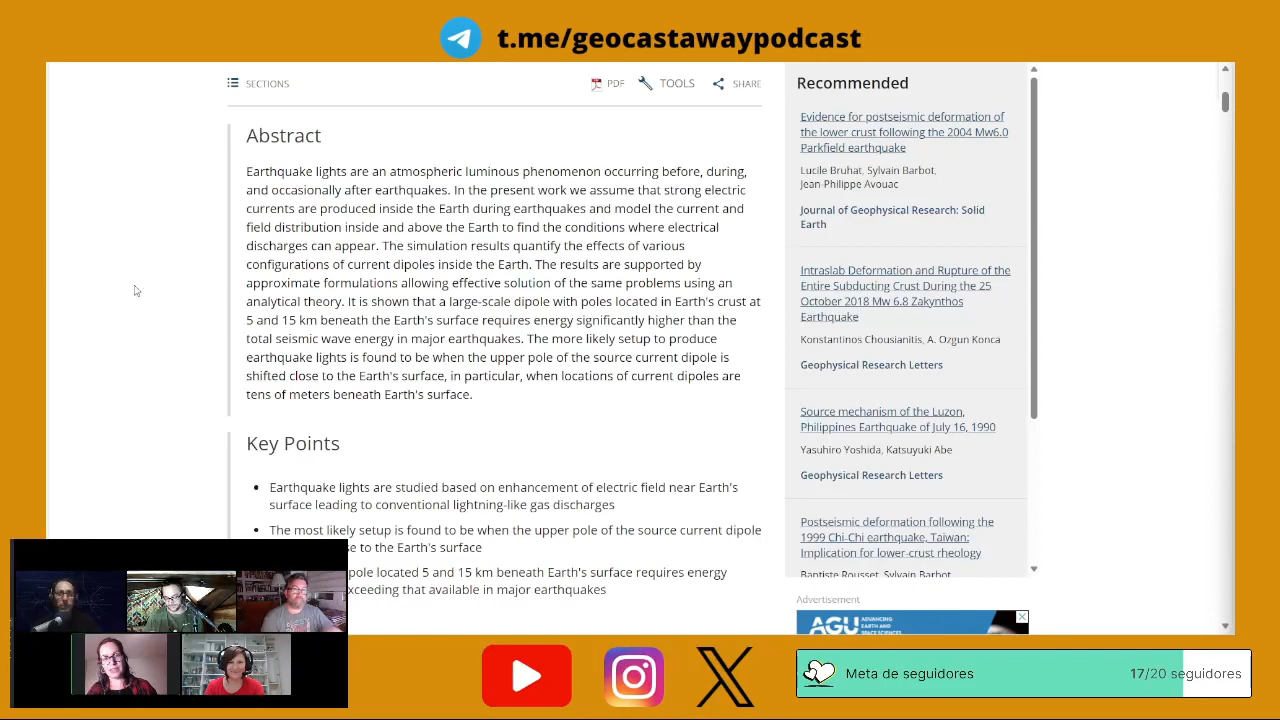 t.me/geocastawaypodcast
SECTIONS
PDF
TOOLS
SHARE
Abstract
Earthquake lights are an atmospheric luminous phenomenon occurring before, during,
and occasionally after earthquakes. In the present work we assume that strong electric
currents are produced inside the Earth during earthquakes and model the current and
field distribution inside and above the Earth to find the conditions where electrical
discharges can appear. The simulation results quantify the effects of various
configurations of current dipoles inside the Earth. The results are supported by
approximate formulations allowing effective solution of the same problems using an
analytical theory. It is shown that a large-scale dipole with poles located in Earth's crust at
5 and 15 km beneath the Earth's surface requires energy significantly higher than the
total seismic wave energy in major earthquakes. The more likely setup to produce
earthquake lights is found to be when the upper pole of the source current dipole is
shifted close to the Earth's surface, in particular, when locations of current dipoles are
tens of meters beneath Earth's surface.
Key Points
• Earthquake lights are studied based on enhancement of electric field near Earth's
surface leading to conventional lightning-like gas discharges
• The most likely setup is found to be when the upper pole of the source current dipole
se to the Earth's surface
pole located 5 and 15 km beneath Earth's surface requires energy
xceeding that available in major earthquakes
Recommended
Evidence for postseismic deformation of
the lower crust following the 2004 Mw6.0
Parkfield earthquake
Lucile Bruhat, Sylvain Barbot,
Jean-Philippe Avouac
Journal of Geophysical Research: Solid
Earth
Intraslab Deformation and Rupture of the
Entire Subducting Crust During the 25
October 2018 Mw 6.8 Zakynthos
Earthquake
Konstantinos Chousianitis, A. Ozgun Konca
Geophysical Research Letters
Source mechanism of the Luzon,
Philippines Earthquake of July 16, 1990
Yasuhiro Yoshida, Katsuyuki Abe
Geophysical Research Letters
Postseismic deformation following the
1999 Chi-Chi earthquake, Taiwan:
Implication for lower-crust rheology
Baptiste Rousset, Sylvain Barbot,
Advertisement
AGU ADVANCING
EARTH AND
SPACE SCIENCES
Meta de seguidores
17/20 seguidores